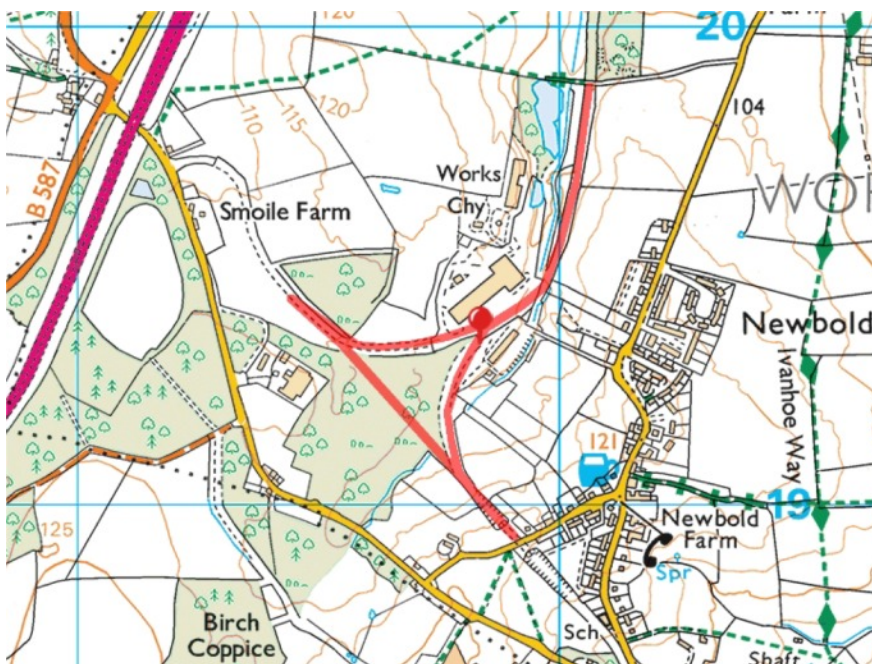 120
20
Farm
115
110
120
104
B 587
Works
Chy
Smoile Farm
WOR
Newbold
Ivanhoe Way
121
19
125
Newbold
Farm
Spr
Birch
Coppice
Sch
Shaft